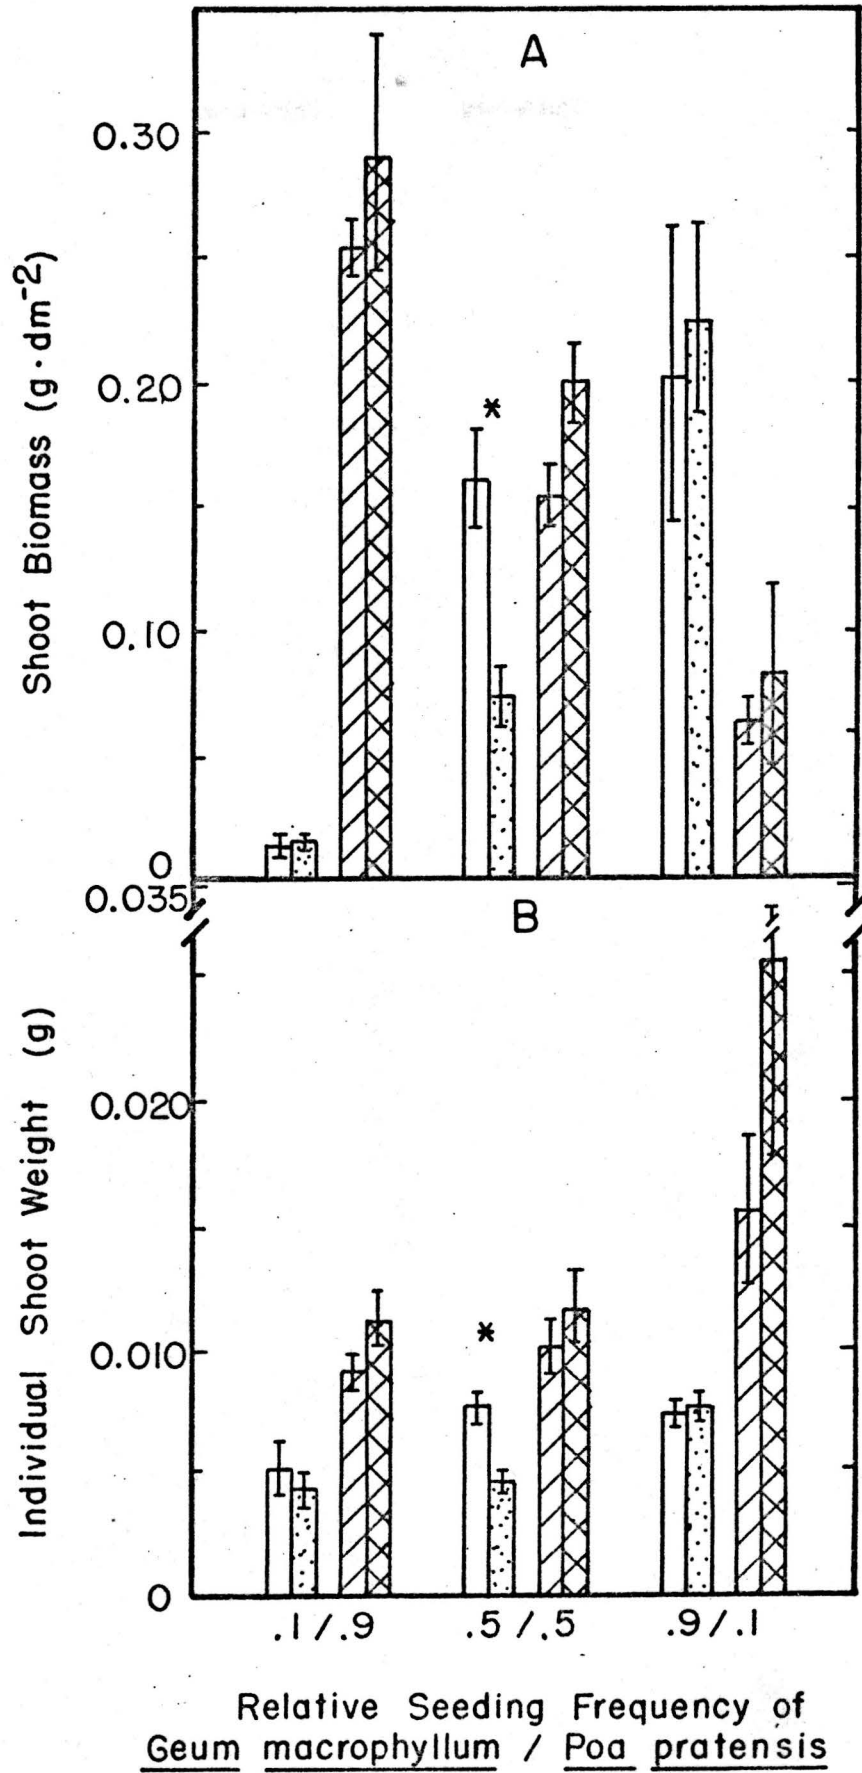 A
0.30
0.20
0.10
0
Shoot Biomass (g·dm⁻²)
*
0.035
B
0.020
0.010
0
Individual Shoot Weight (g)
*
.1/.9 .5/.5 .9/.1
Relative Seeding Frequency of
Geum macrophyllum / Poa pratensis